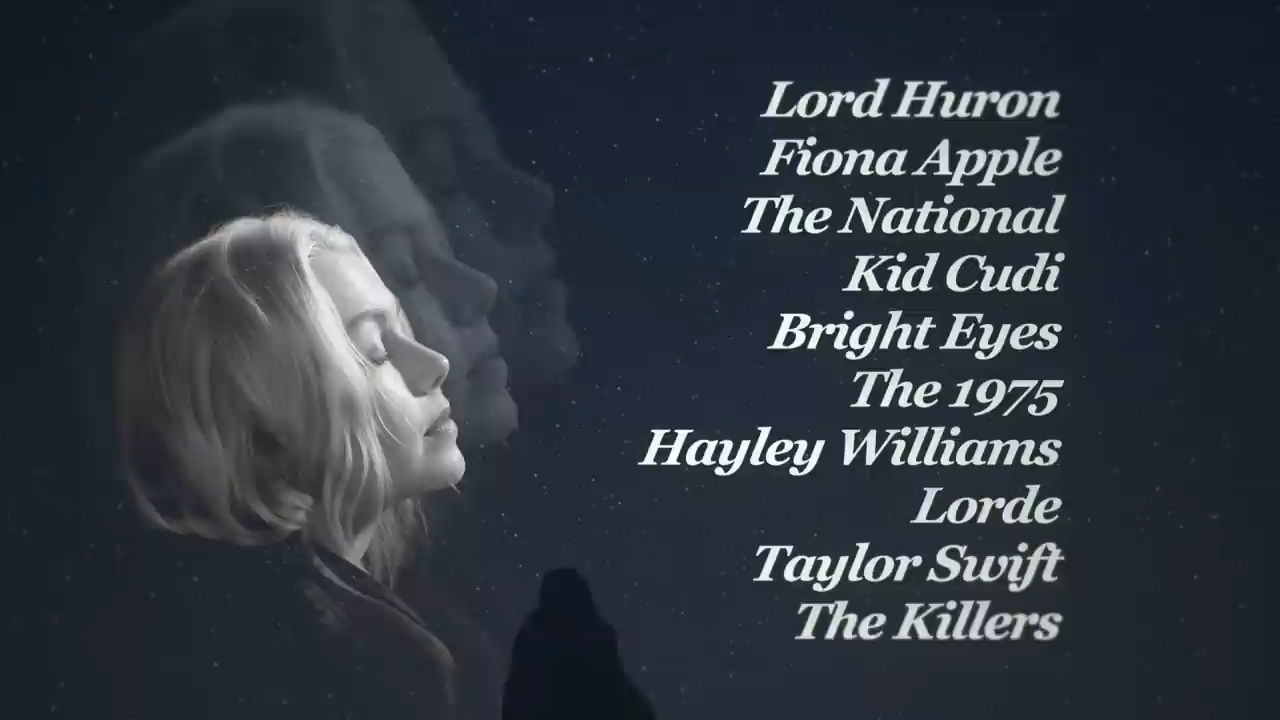 Lord Huron
Fiona Apple
The National
Kid Cudi
Bright Eyes
The 1975
Hayley Williams
Lorde
Taylor Swift
The Killers